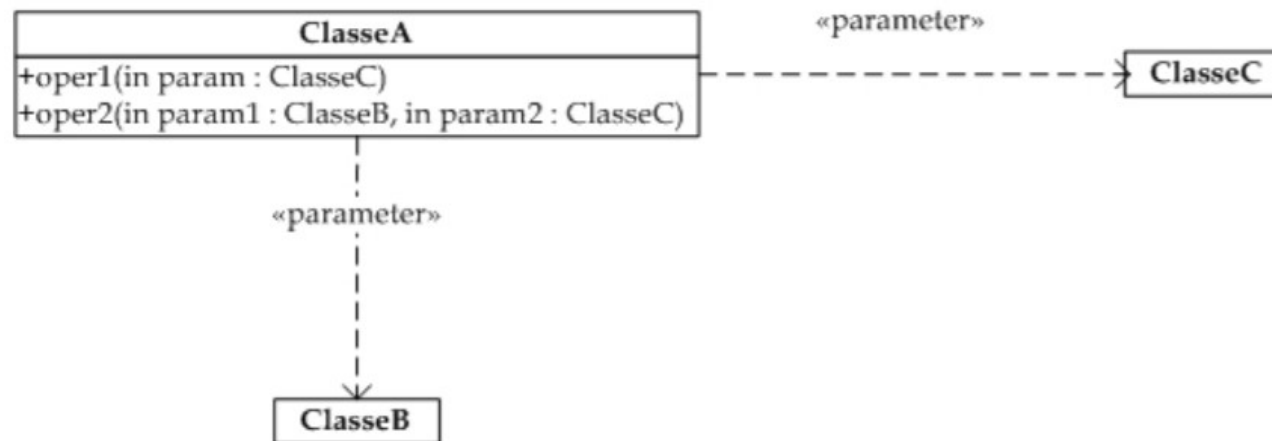 «parameter»
ClasseA
+oper1(in param : ClasseC)
+oper2(in param1 : ClasseB, in param2 : ClasseC)
ClasseC
«parameter»
ClasseB